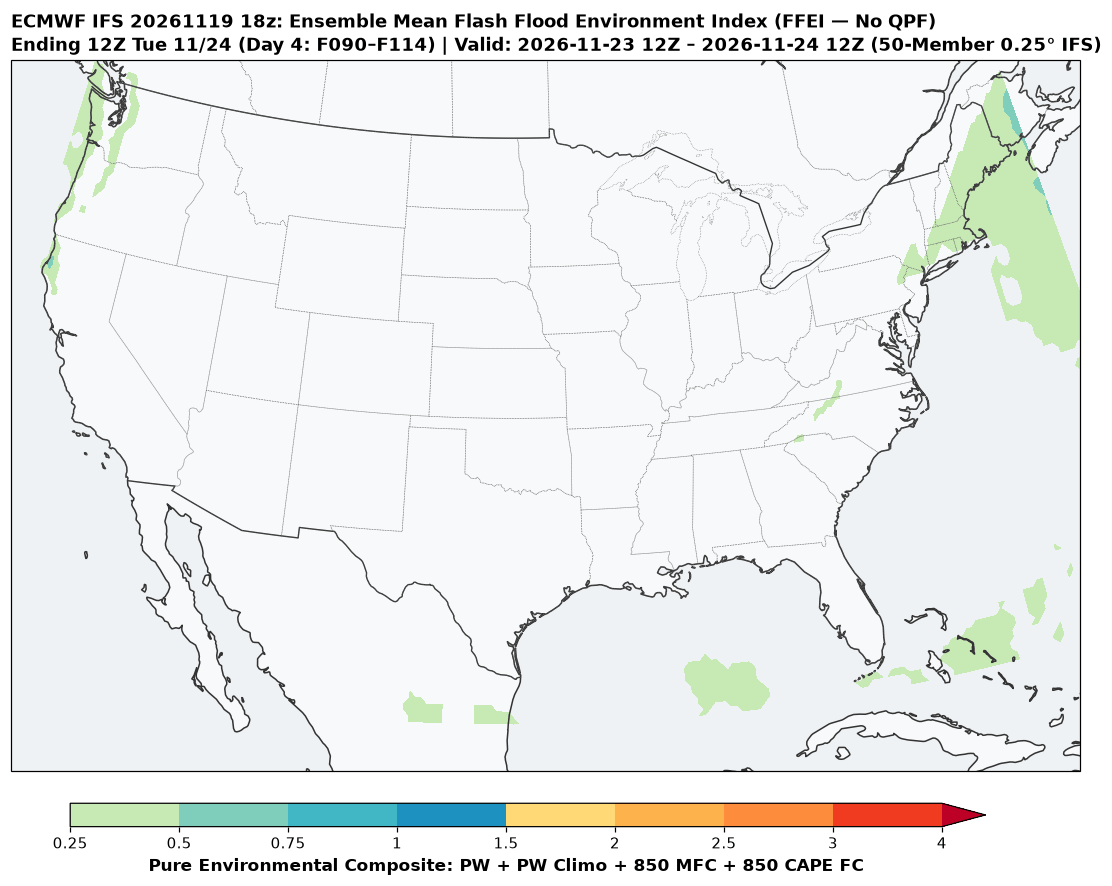 ECMWF IFS 20261119 18z: Ensemble Mean Flash Flood Environment Index (FFEI — No QPF)
Ending 12Z Tue 11/24 (Day 4: F090–F114) | Valid: 2026-11-23 12Z – 2026-11-24 12Z (50-Member 0.25° IFS)
0.25 0.5 0.75 1 1.5 2 2.5 3 4
Pure Environmental Composite: PW + PW Climo + 850 MFC + 850 CAPE FC